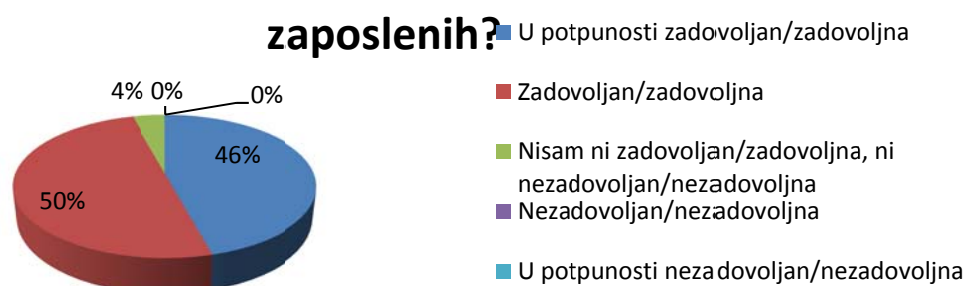 zaposlenih?
4% 0%
0%
46%
50%
U potpunosti zadovoljan/zadovoljna
Zadovoljan/zadovoljna
Nisam ni zadovoljan/zadovoljna, ni
nezadovoljan/nezadovoljna
Nezadovoljan/nezadovoljna
U potpunosti nezadovoljan/nezadovoljna